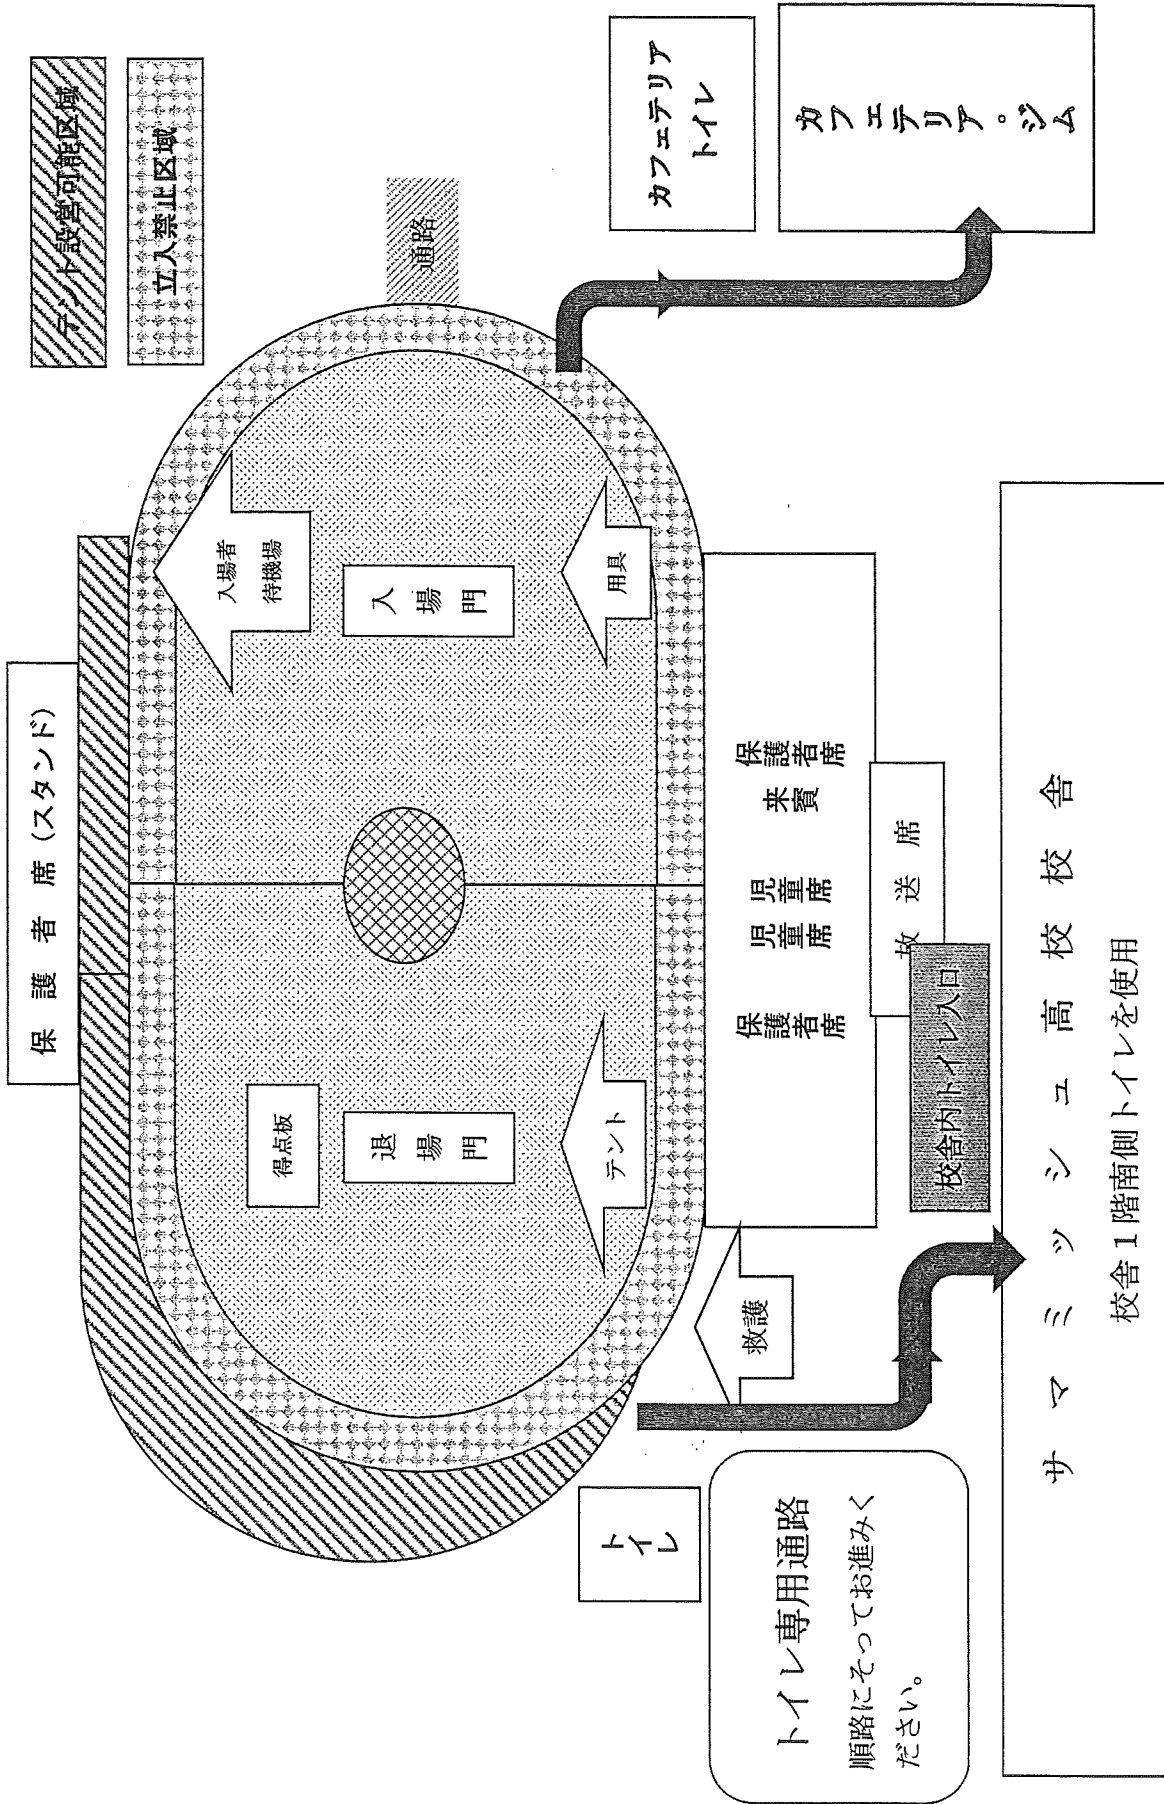 テント設営可能区域
立入禁止区域
保護者席（スタンド）
通路
カフェテリア
トイレ
カフェテリア・ジム
入場者
待機場
入場門
用具
得点板
退場門
テント
保護者席
児童席
児童席
来賓
保護者席
放送席
校舎内トイレ入口
救護
トイレ
トイレ専用通路
順路にそってお進みく
ださい。
サマミッシュ高校校舎
校舎１階南側トイレを使用